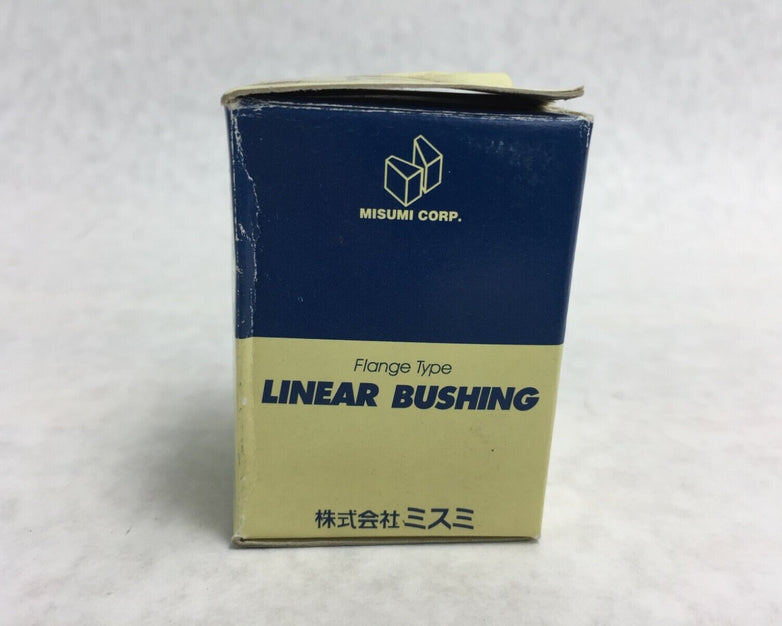 MISUMI CORP.
Flange Type
LINEAR BUSHING
株式会社ミスミ